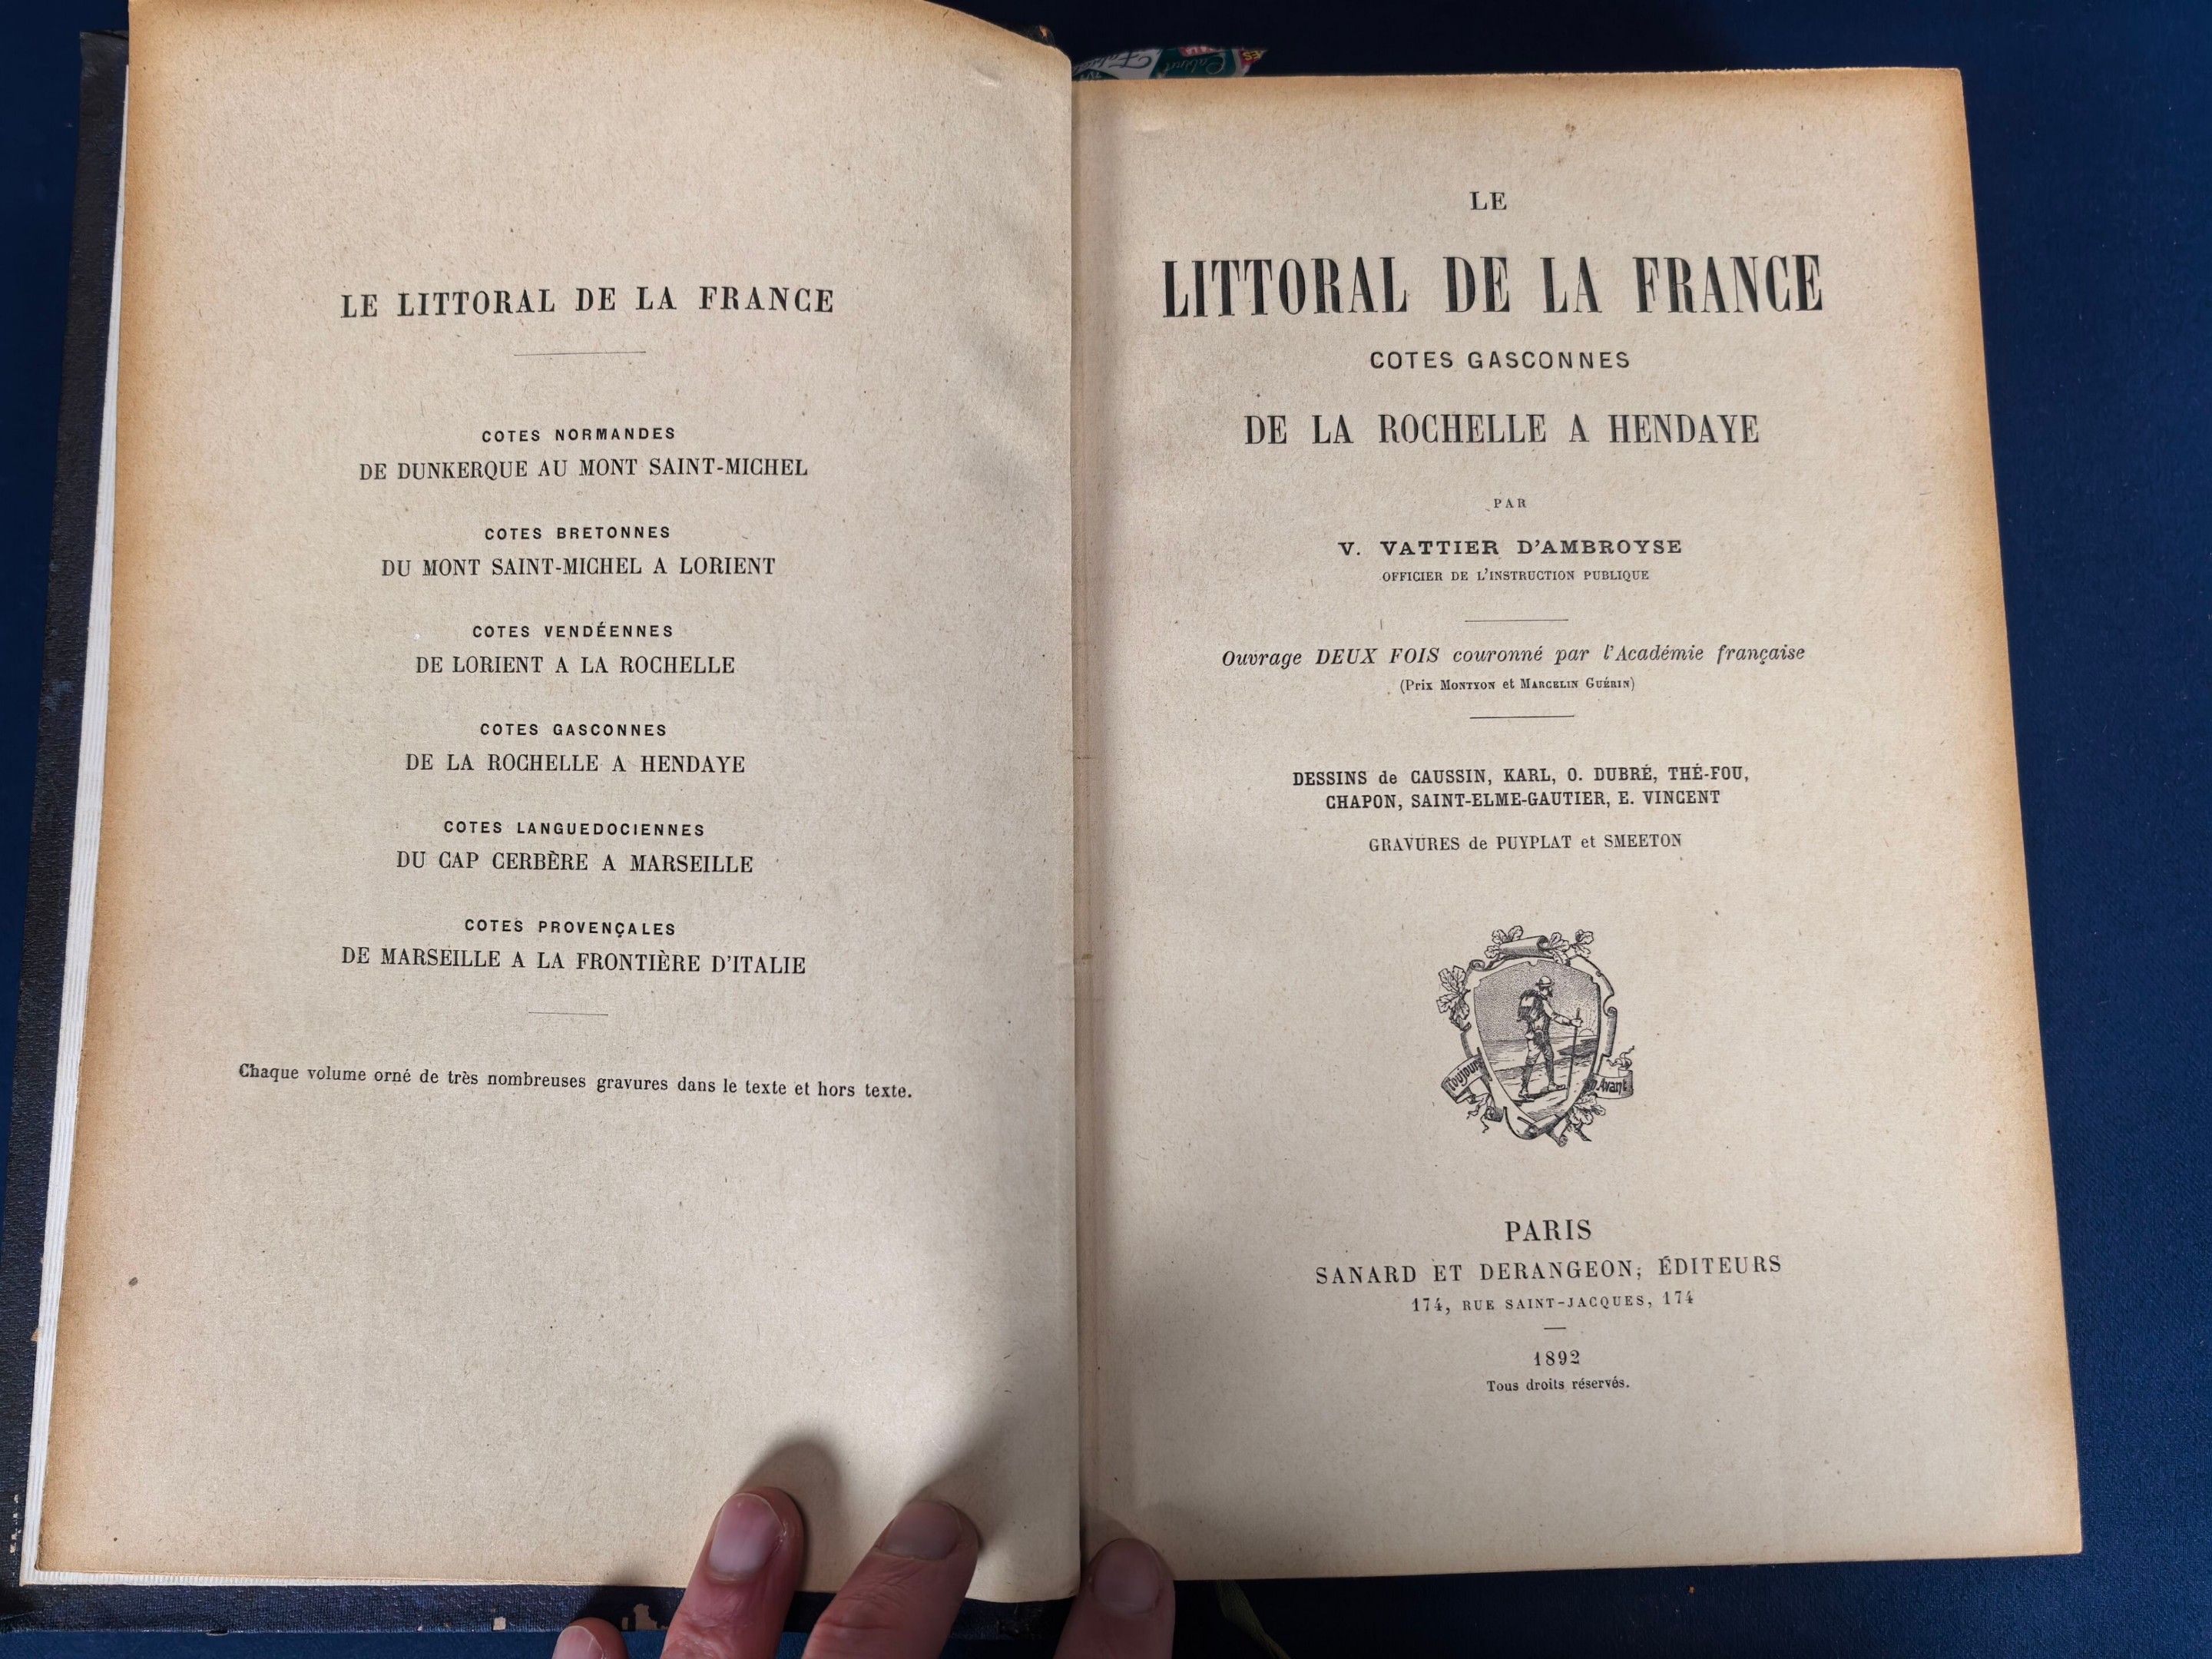 LE LITTORAL DE LA FRANCE
COTES NORMANDES
DE DUNKERQUE AU MONT SAINT-MICHEL
COTES BRETONNES
DU MONT SAINT-MICHEL A LORIENT
COTES VENDÉENNES
DE LORIENT A LA ROCHELLE
COTES GASCONNES
DE LA ROCHELLE A HENDAYE
COTES LANGUEDOCIENNES
DU CAP CERBÈRE A MARSEILLE
COTES PROVENÇALES
DE MARSEILLE A LA FRONTIÈRE D'ITALIE
Chaque volume orné de très nombreuses gravures dans le texte et hors texte.
LE
LITTORAL DE LA FRANCE
COTES GASCONNES
DE LA ROCHELLE A HENDAYE
PAR
V. VATTIER D'AMBROYSE
OFFICIER DE L'INSTRUCTION PUBLIQUE
Ouvrage DEUX FOIS couronné par l'Académie française
(Prix MONTYON et MARCELIN GUÉRIN)
DESSINS de CAUSSIN, KARL, O. DUBRÉ, THÉ-FOU,
CHAPON, SAINT-ELME-GAUTIER, E. VINCENT
GRAVURES de PUYPLAT et SMEETON
Toujours
Avant
PARIS
SANARD ET DERANGEON, ÉDITEURS
174, RUE SAINT-JACQUES, 174
1892
Tous droits réservés.